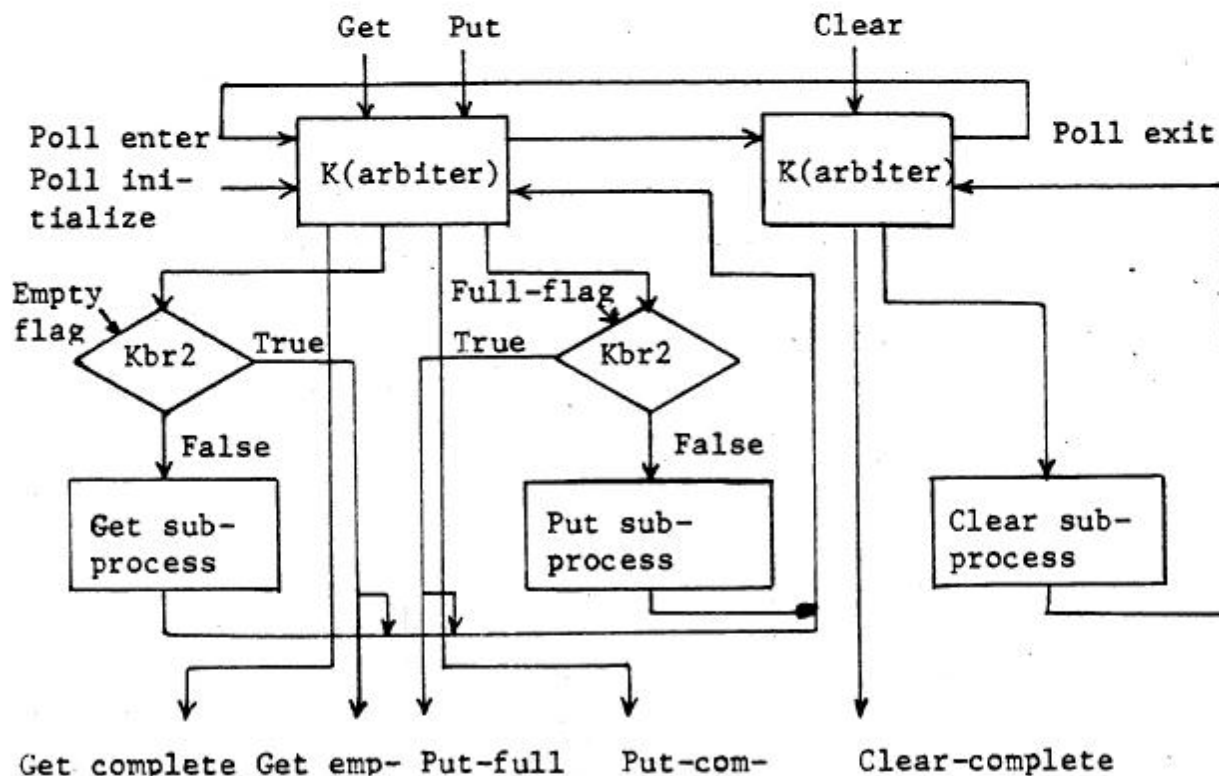 Get Put Clear
Poll enter
Poll ini-
tialize
K(arbiter)
K(arbiter)
Poll exit
Empty
flag
Kbr2
True
False
Full-flag
True
Kbr2
False
Get sub-
process
Put sub-
process
Clear sub-
process
Get complete Get emp- Put-full Put-com- Clear-complete